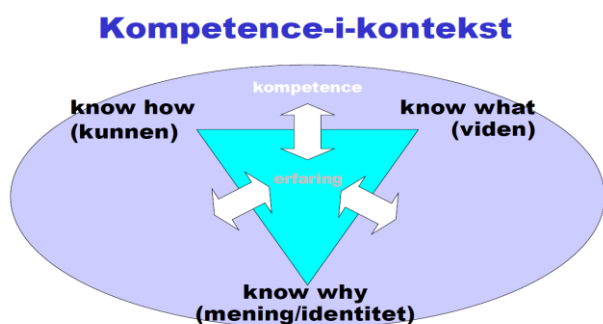 Kompetence-i-kontekst
kompetence
know how
(kunnen)
know what
(viden)
erfaring
know why
(mening/identitet)